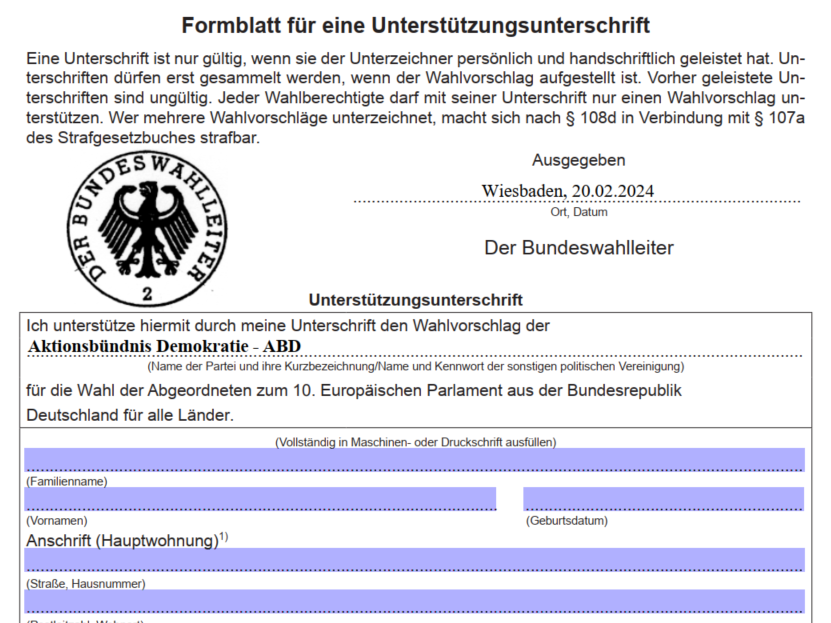 Formblatt für eine Unterstützungsunterschrift
Eine Unterschrift ist nur gültig, wenn sie der Unterzeichner persönlich und handschriftlich geleistet hat. Un-
terschriften dürfen erst gesammelt werden, wenn der Wahlvorschlag aufgestellt ist. Vorher geleistete Un-
terschriften sind ungültig. Jeder Wahlberechtigte darf mit seiner Unterschrift nur einen Wahlvorschlag un-
terstützen. Wer mehrere Wahlvorschläge unterzeichnet, macht sich nach § 108d in Verbindung mit § 107a
des Strafgesetzbuches strafbar.
DER BUNDESWAHLLEITER
2
Ausgegeben
Wiesbaden, 20.02.2024
Ort, Datum
Der Bundeswahlleiter
Unterstützungsunterschrift
Ich unterstütze hiermit durch meine Unterschrift den Wahlvorschlag der
Aktionsbündnis Demokratie - ABD
(Name der Partei und ihre Kurzbezeichnung/Name und Kennwort der sonstigen politischen Vereinigung)
für die Wahl der Abgeordneten zum 10. Europäischen Parlament aus der Bundesrepublik
Deutschland für alle Länder.
(Vollständig in Maschinen- oder Druckschrift ausfüllen)
(Familienname)
(Vornamen) (Geburtsdatum)
Anschrift (Hauptwohnung)1)
(Straße, Hausnummer)